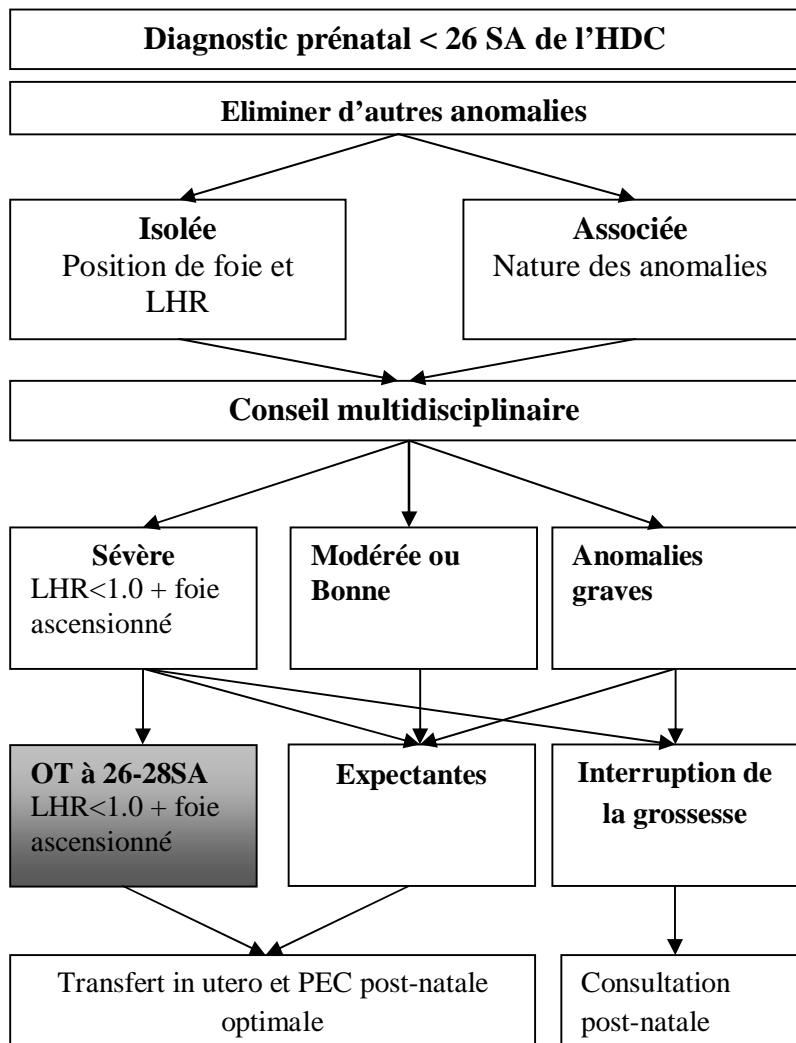 Diagnostic prénatal < 26 SA de l'HDC
Eliminer d'autres anomalies
Isolée
Position de foie et
LHR
Associée
Nature des anomalies
Conseil multidisciplinaire
Sévère
LHR<1.0 + foie
ascensionné
Modérée ou
Bonne
Anomalies
graves
OT à 26-28SA
LHR<1.0 + foie
ascensionné
Expectantes
Interruption de
la grossesse
Transfert in utero et PEC post-natale
optimale
Consultation
post-natale